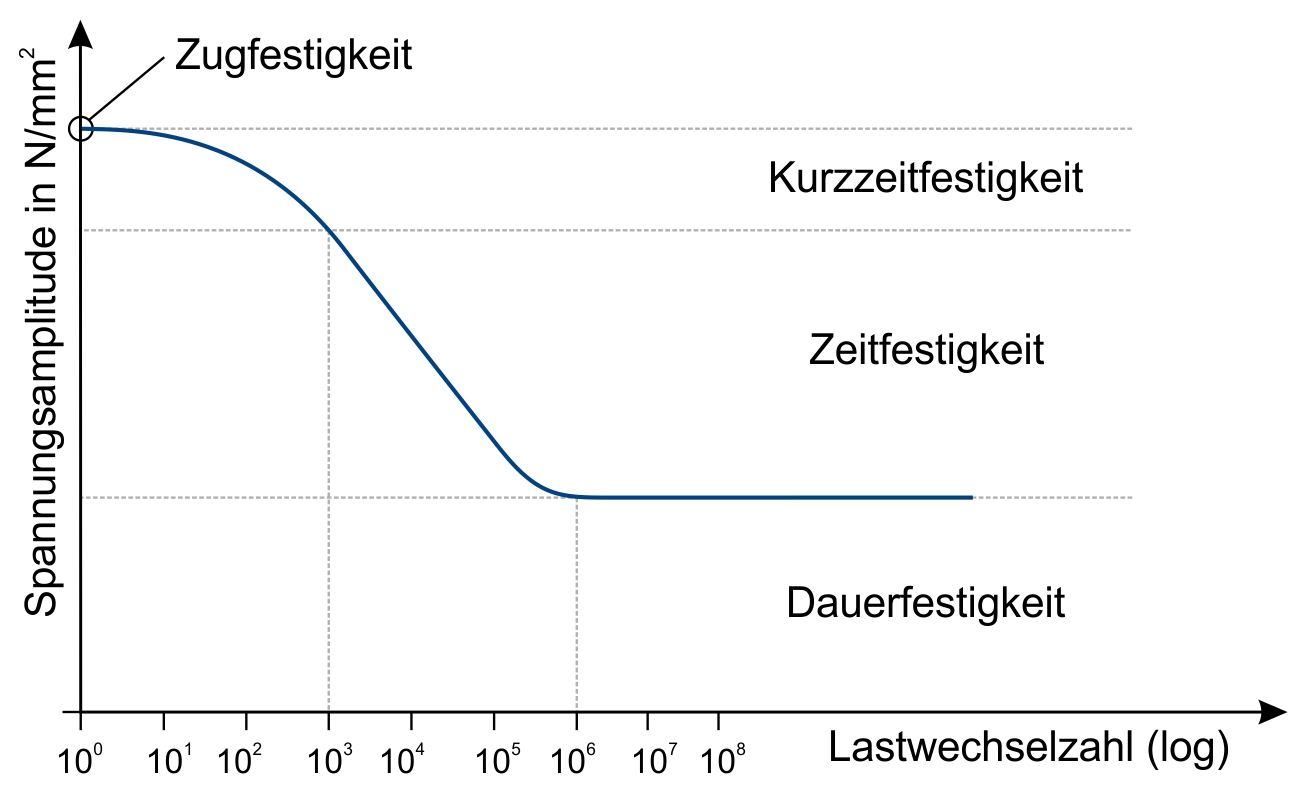 Zugfestigkeit
Spannungsamplitude in N/mm²
Kurzzeitfestigkeit
Zeitfestigkeit
Dauerfestigkeit
10⁰ 10¹ 10² 10³ 10⁴ 10⁵ 10⁶ 10⁷ 10⁸
Lastwechselzahl (log)